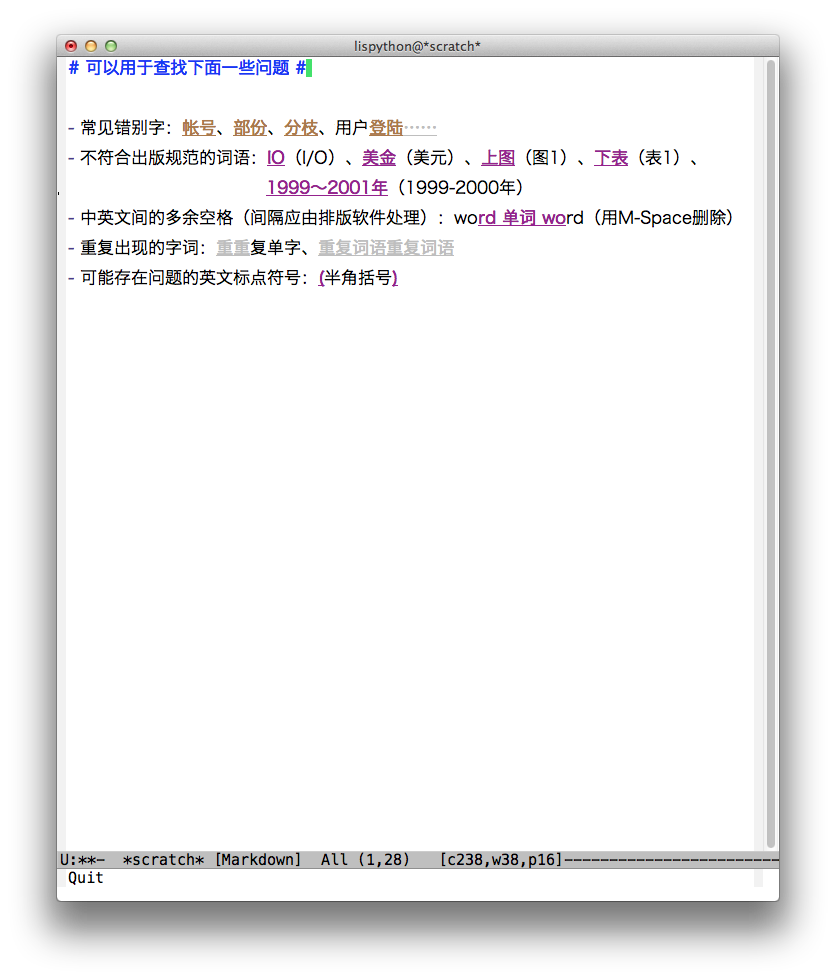 lispython@*scratch*
# 可以用于查找下面一些问题 #
- 常见错别字：帐号、部份、分枝、用户登陆……
- 不符合出版规范的词语：IO（I/O）、美金（美元）、上图（图1）、下表（表1）、
1999～2001年（1999-2000年）
- 中英文间的多余空格（间隔应由排版软件处理）：word 单词 word（用M-Space删除）
- 重复出现的字词：重重复单字、重复词语重复词语
- 可能存在问题的英文标点符号：(半角括号)
U:**-  *scratch* [Markdown]  All (1,28)   [c238,w38,p16]------------------------
Quit